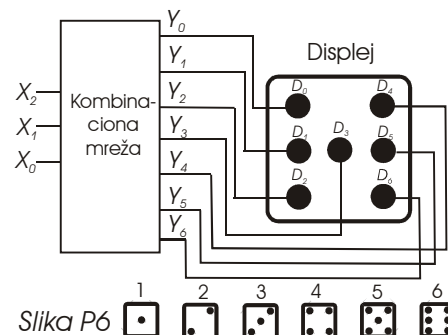 Y0
Y1
Y2
Y3
Y4
Y5
Y6
X2
X1
X0
Kombina-
ciona
mreža
Displej
D0 D4
D1 D3 D5
D2 D6
1 2 3 4 5 6
Slika P6